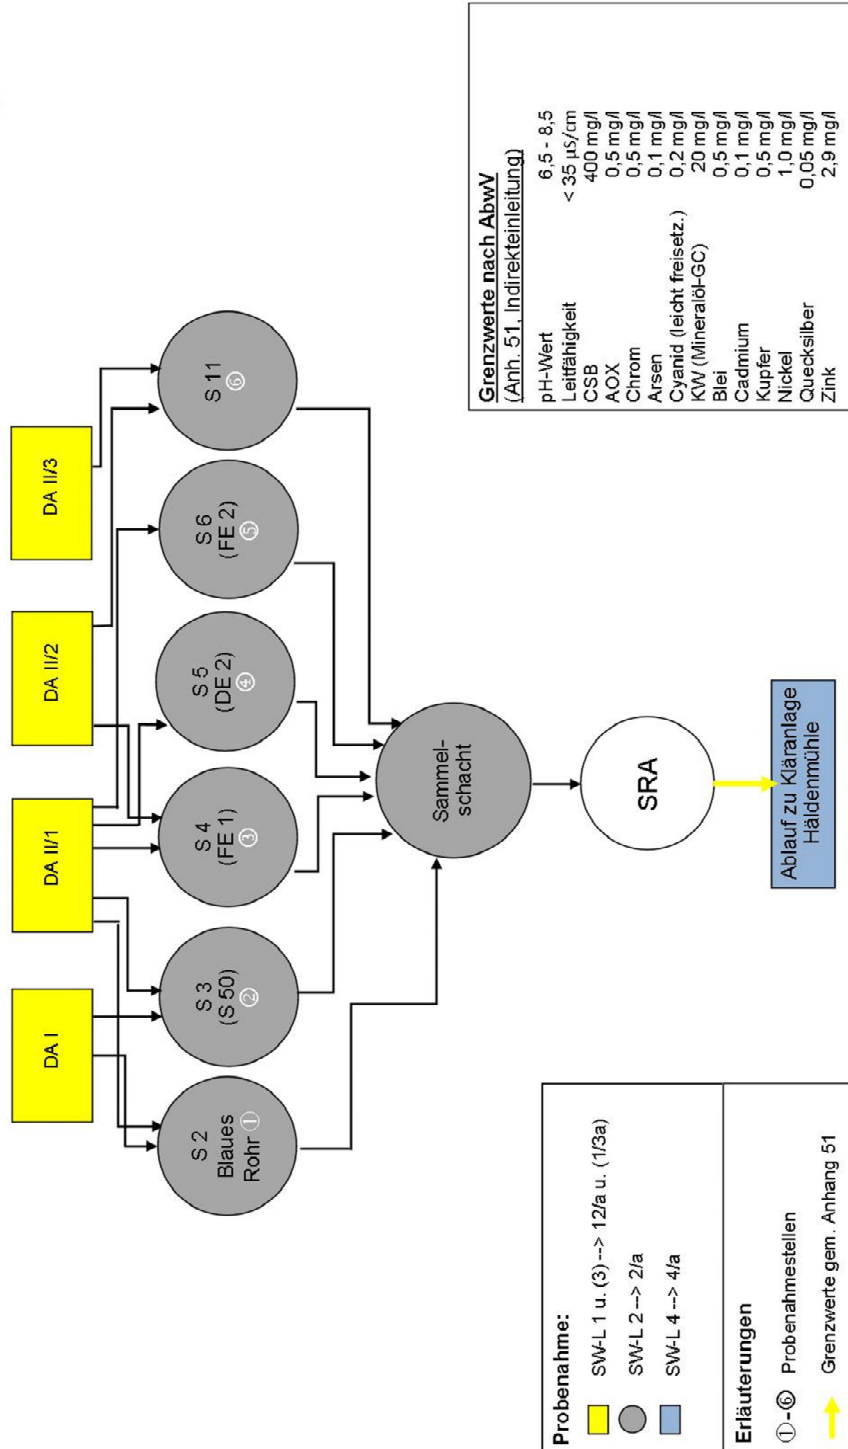 DA I
DA II/1
DA II/2
DA II/3
S 2
Blaues
Rohr ①
S 3
(S 50)
②
S 4
(FE 1)
③
S 5
(DE 2)
④
S 6
(FE 2)
⑤
S 11
⑥
Sammel-
schacht
SRA
Ablauf zu Kläranlage
Häldenmühle
Probenahme:
SW-L 1 u. (3) --> 12/a u. (1/3a)
SW-L 2 --> 2/a
SW-L 4 --> 4/a
Erläuterungen
①-⑥ Probenahmestellen
Grenzwerte gem. Anhang 51
Grenzwerte nach AbwV
(Anh. 51, Indirekteinleitung)
pH-Wert 6,5 - 8,5
Leitfähigkeit < 35 µS/cm
CSB 400 mg/l
AOX 0,5 mg/l
Chrom 0,5 mg/l
Arsen 0,1 mg/l
Cyanid (leicht freisetz.) 0,2 mg/l
KW (Mineralöl-GC) 20 mg/l
Blei 0,5 mg/l
Cadmium 0,1 mg/l
Kupfer 0,5 mg/l
Nickel 1,0 mg/l
Quecksilber 0,05 mg/l
Zink 2,9 mg/l